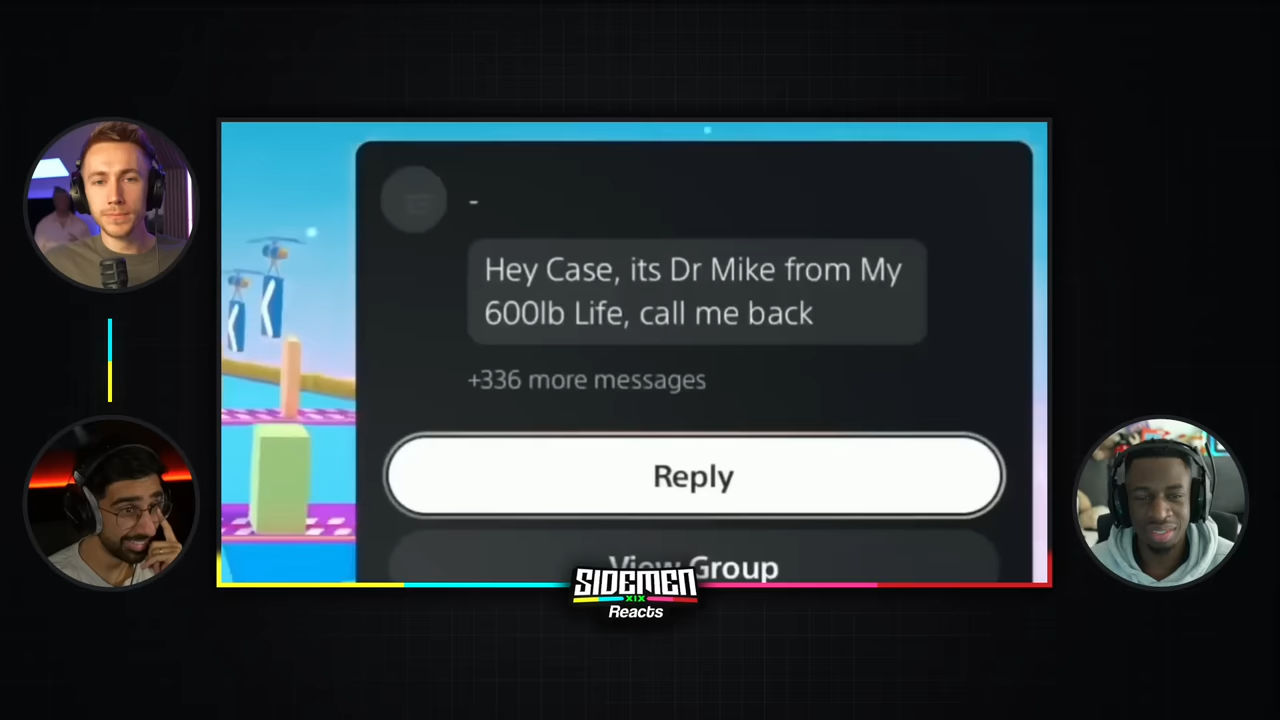 -
Hey Case, its Dr Mike from My
600lb Life, call me back
+336 more messages
Reply
View Group
SIDEMEN
XIX
Reacts